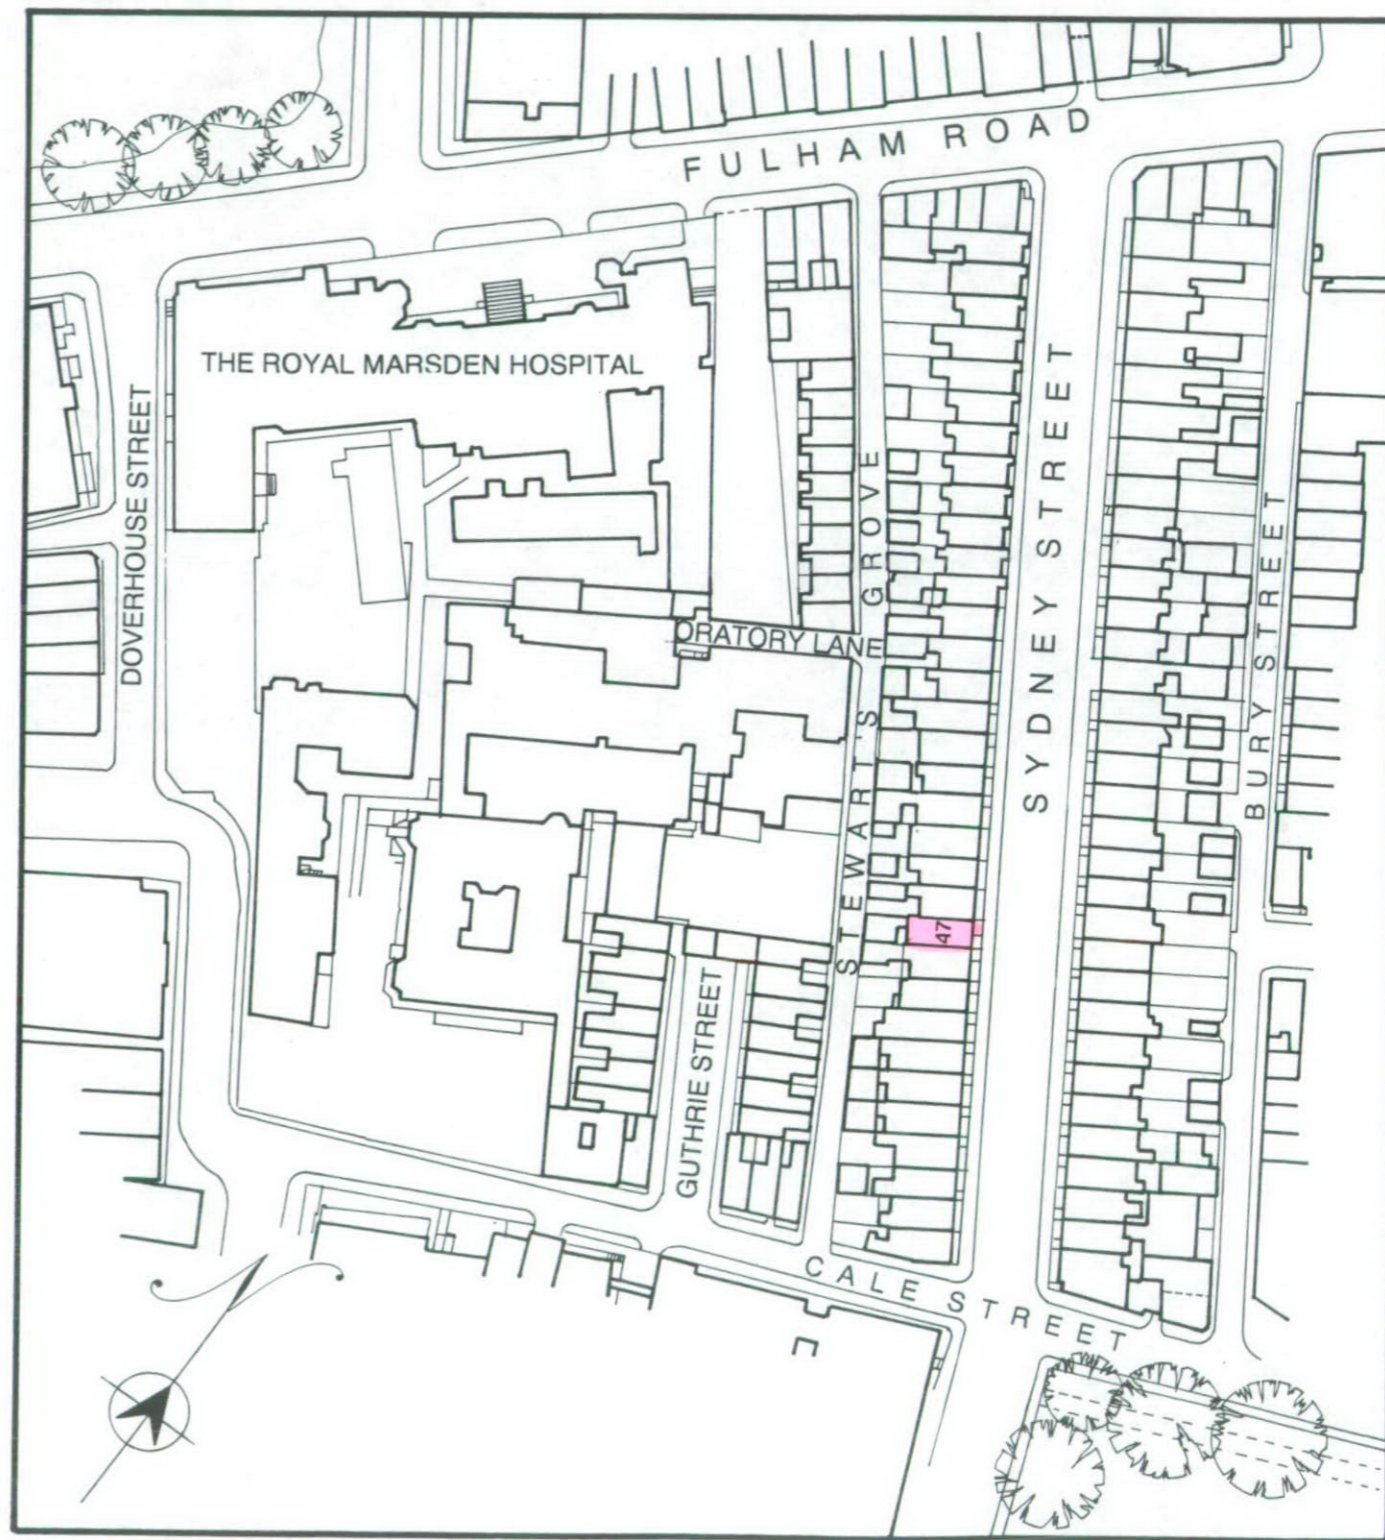 FULHAM ROAD
THE ROYAL MARSDEN HOSPITAL
DOVERHOUSE STREET
STEWART'S GROVE
SYDNEY STREET
BURY STREET
ORATORY LANE
47
GUTHRIE STREET
CALE STREET